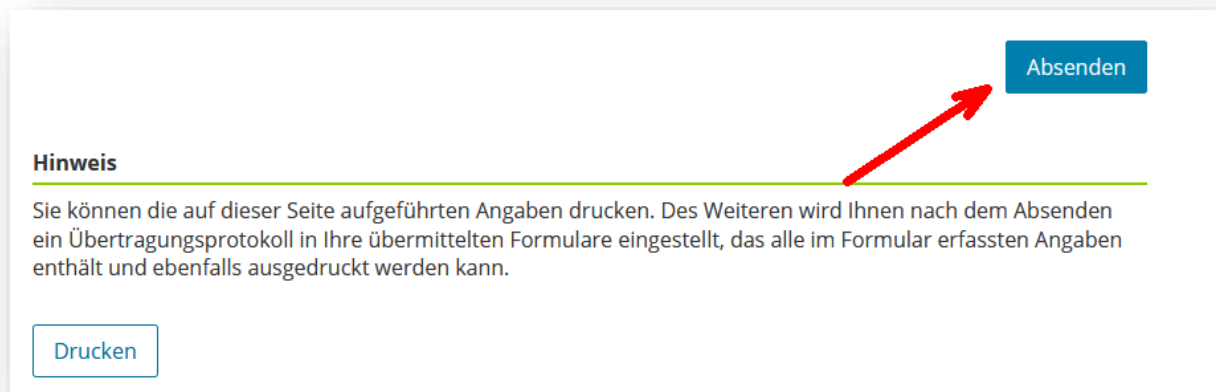 Absenden
Hinweis
Sie können die auf dieser Seite aufgeführten Angaben drucken. Des Weiteren wird Ihnen nach dem Absenden
ein Übertragungsprotokoll in Ihre übermittelten Formulare eingestellt, das alle im Formular erfassten Angaben
enthält und ebenfalls ausgedruckt werden kann.
Drucken